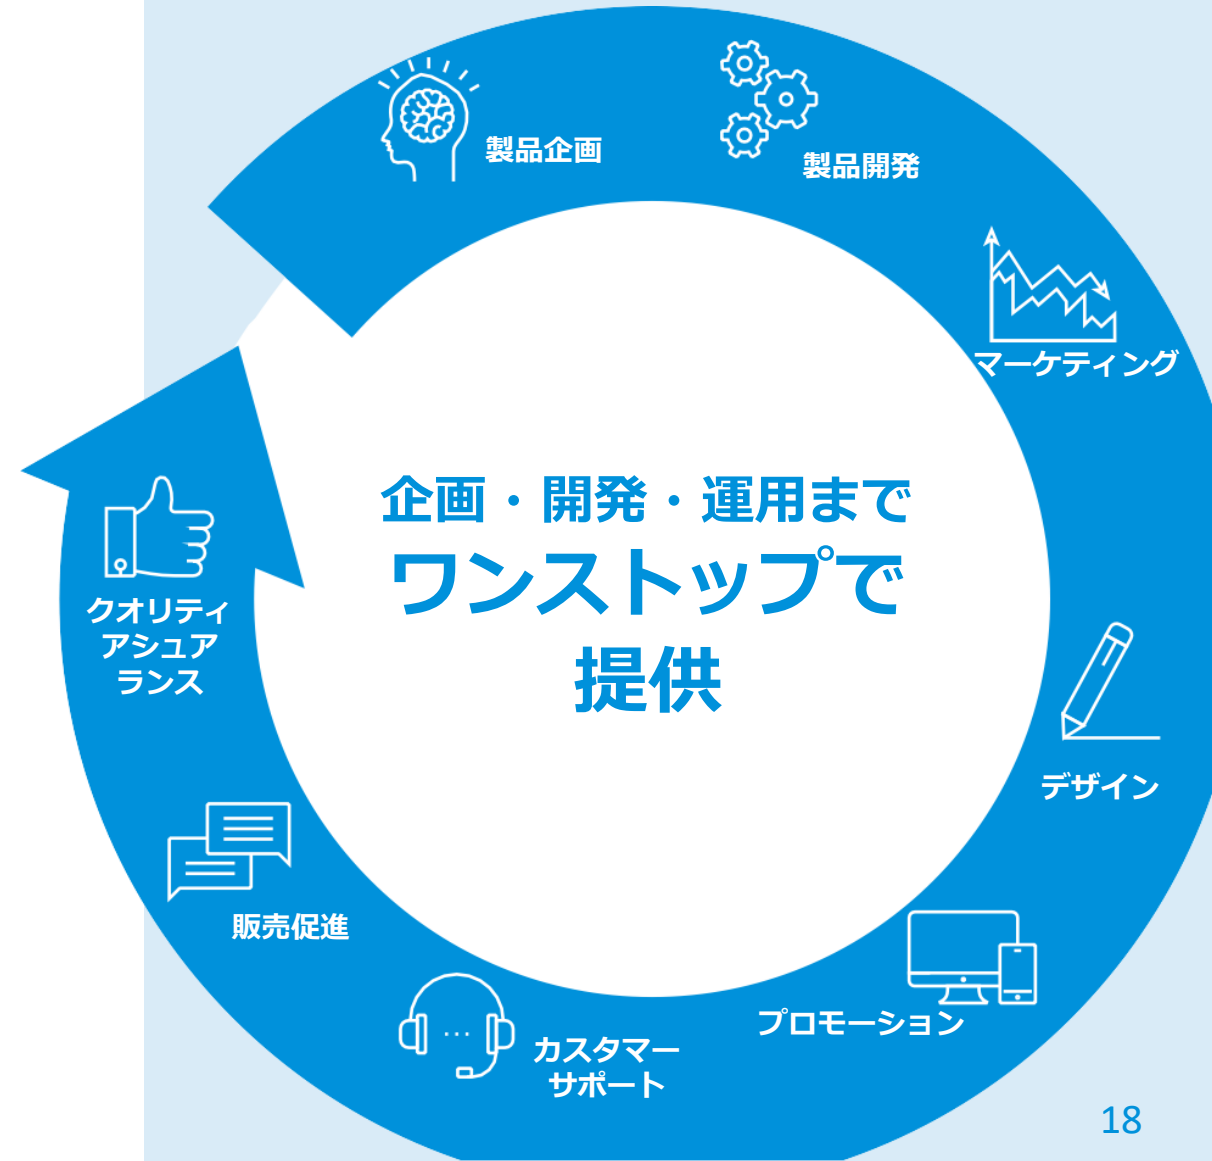 製品企画
製品開発
マーケティング
企画・開発・運用まで
ワンストップで
提供
クオリティ
アシュア
ランス
デザイン
販売促進
プロモーション
カスタマー
サポート
18